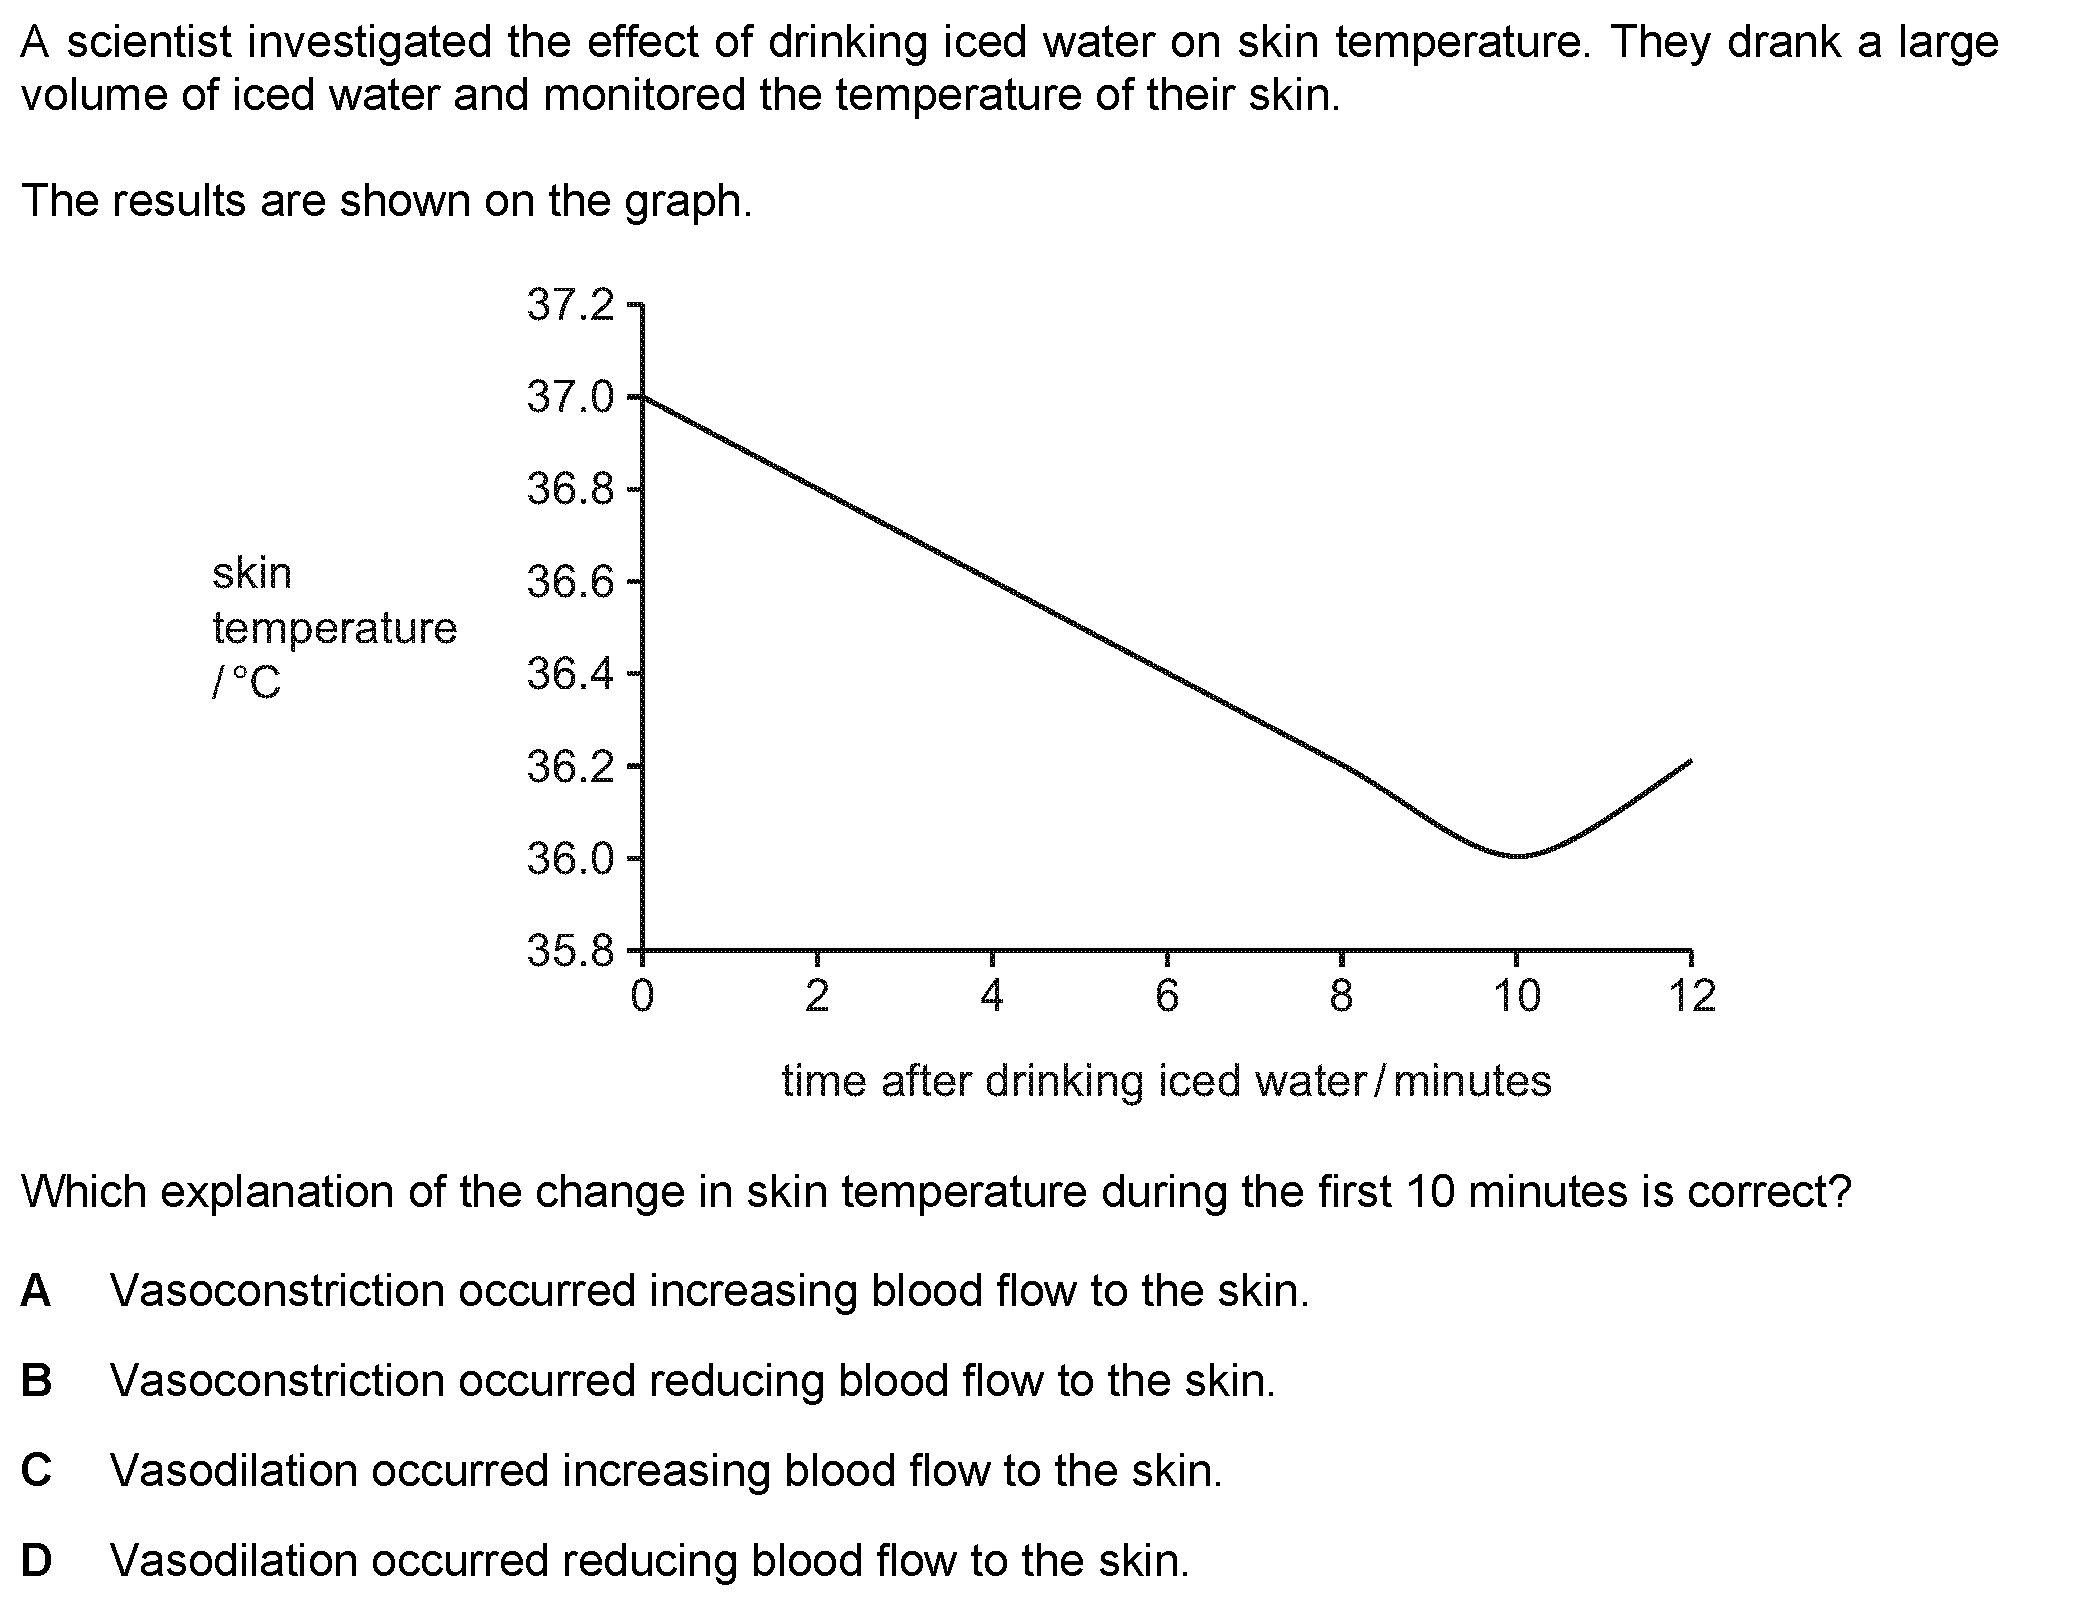 A scientist investigated the effect of drinking iced water on skin temperature. They drank a large
volume of iced water and monitored the temperature of their skin.
The results are shown on the graph.
37.2
37.0
36.8
36.6
36.4
36.2
36.0
35.8
skin
temperature
/ °C
0 2 4 6 8 10 12
time after drinking iced water / minutes
Which explanation of the change in skin temperature during the first 10 minutes is correct?
A Vasoconstriction occurred increasing blood flow to the skin.
B Vasoconstriction occurred reducing blood flow to the skin.
C Vasodilation occurred increasing blood flow to the skin.
D Vasodilation occurred reducing blood flow to the skin.